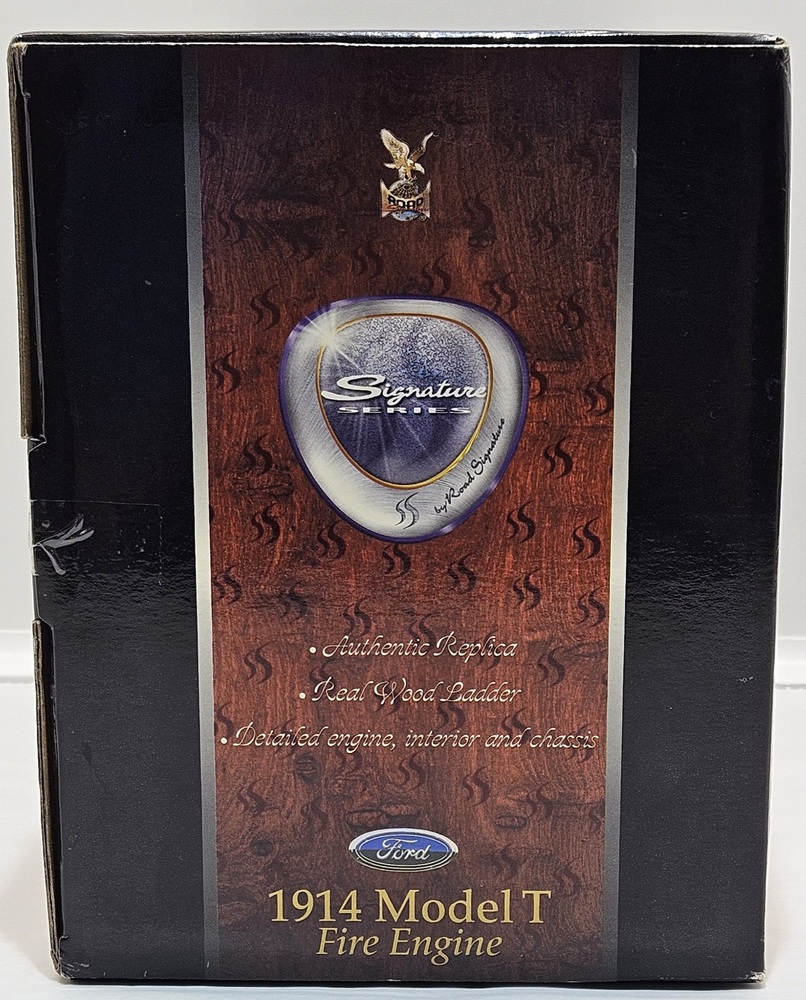 ROAD
Signature
SERIES
by Road Signature
• Authentic Replica
• Real Wood Ladder
• Detailed engine, interior and chassis
Ford
1914 Model T
Fire Engine